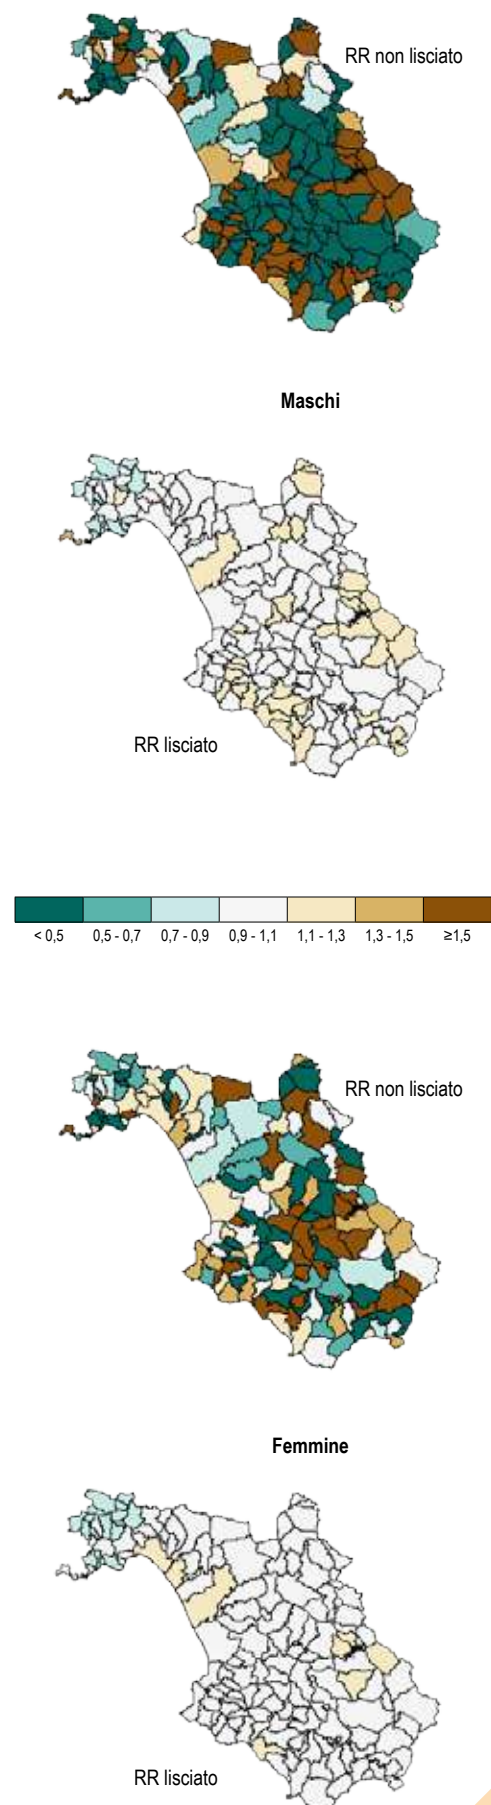 RR non lisciato
Maschi
RR lisciato
< 0,5 0,5 - 0,7 0,7 - 0,9 0,9 - 1,1 1,1 - 1,3 1,3 - 1,5 ≥1,5
RR non lisciato
Femmine
RR lisciato